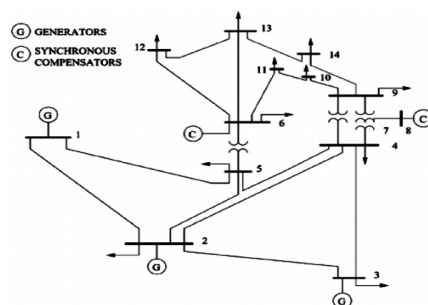 G GENERATORS
C SYNCHRONOUS
COMPENSATORS
13
12
14
11
10
9
G
C
6
7
8
C
1
4
5
2
G
3
G